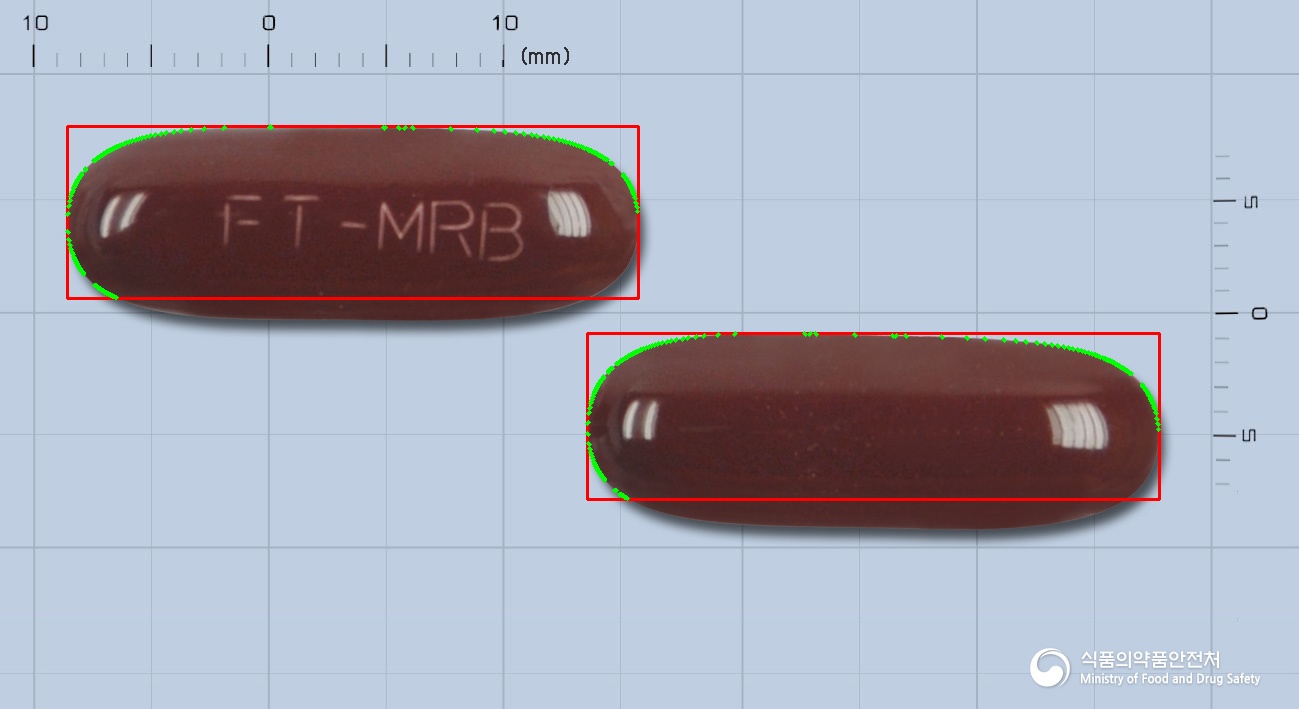 10 0 10
(mm)
FT-MRB
5
0
5
식품의약품안전처
Ministry of Food and Drug Safety